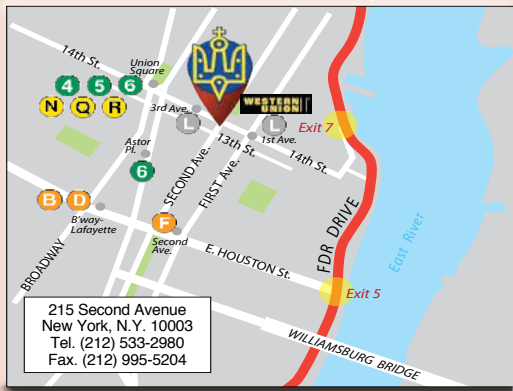 14th St.
Union
Square
4 5 6
N Q R
3rd Ave.
L
WESTERN
UNION
L
1st Ave.
Exit 7
13th St.
14th St.
Astor
Pl.
6
SECOND Ave.
FIRST Ave.
B D
B'way-
Lafayette
F
Second
Ave.
BROADWAY
E. HOUSTON St.
FDR DRIVE
East River
Exit 5
WILLIAMSBURG BRIDGE
215 Second Avenue
New York, N.Y. 10003
Tel. (212) 533-2980
Fax. (212) 995-5204